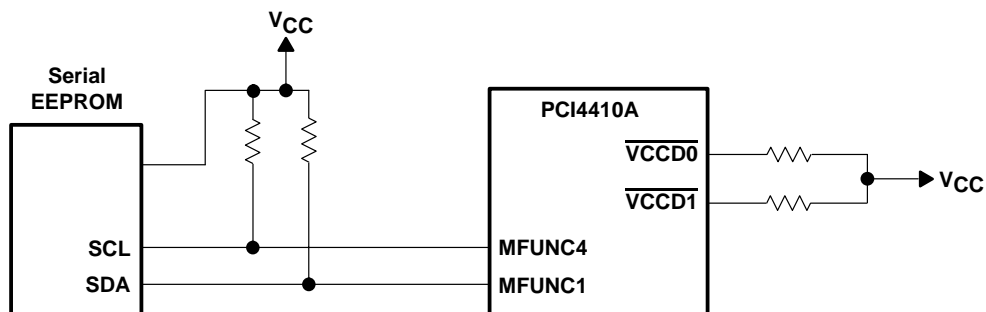 VCC
Serial
EEPROM
PCI4410A
VCCD0
VCCD1
VCC
SCL
MFUNC4
SDA
MFUNC1